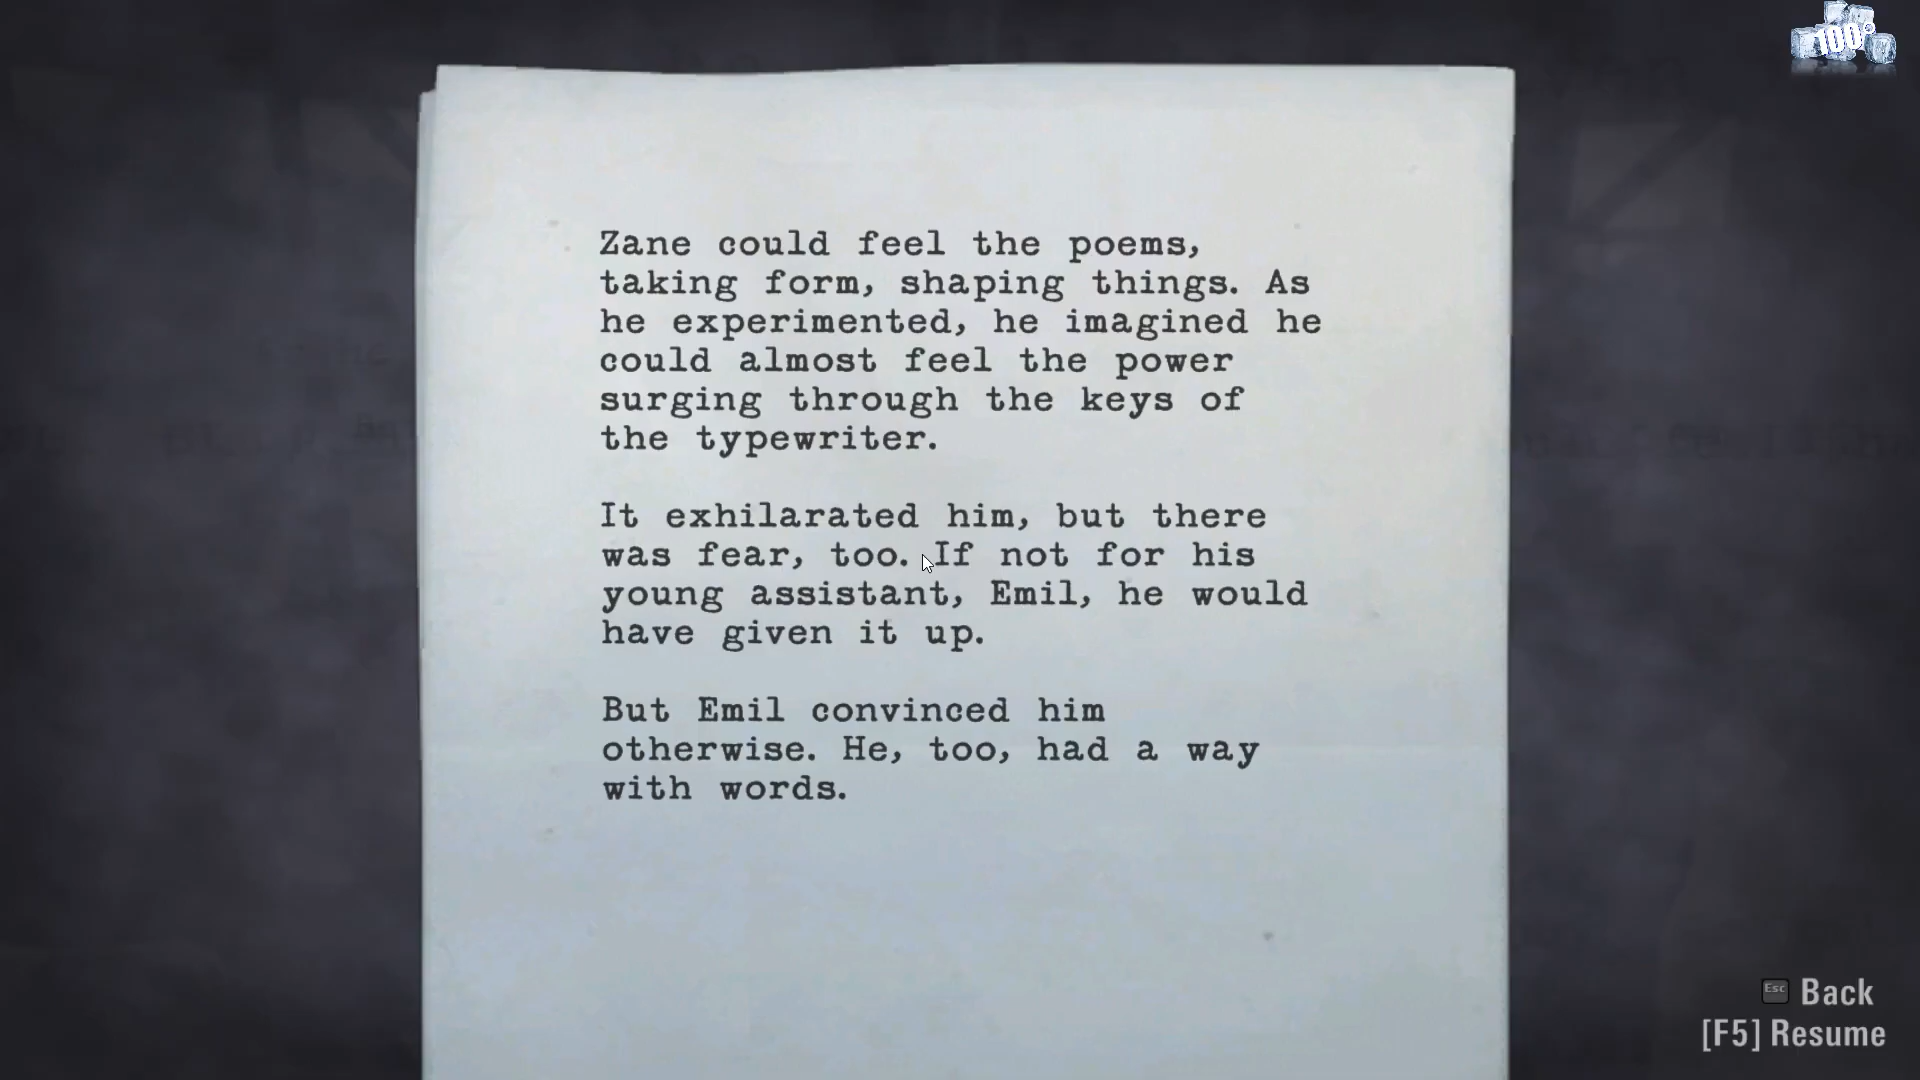 100°
Zane could feel the poems,
taking form, shaping things. As
he experimented, he imagined he
could almost feel the power
surging through the keys of
the typewriter.
It exhilarated him, but there
was fear, too. If not for his
young assistant, Emil, he would
have given it up.
But Emil convinced him
otherwise. He, too, had a way
with words.
Esc Back
[F5] Resume